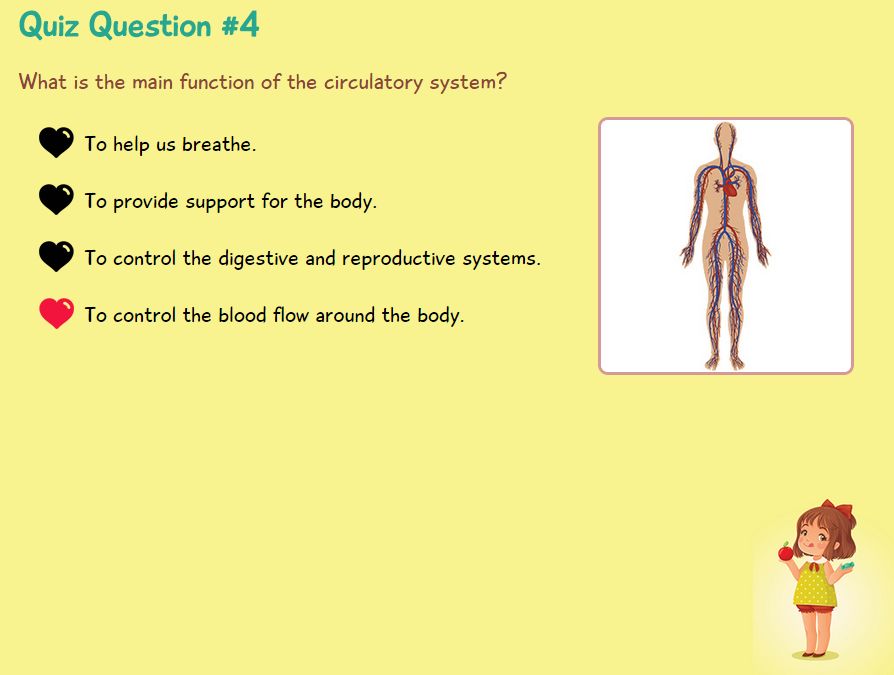 Quiz Question #4
What is the main function of the circulatory system?
To help us breathe.
To provide support for the body.
To control the digestive and reproductive systems.
To control the blood flow around the body.